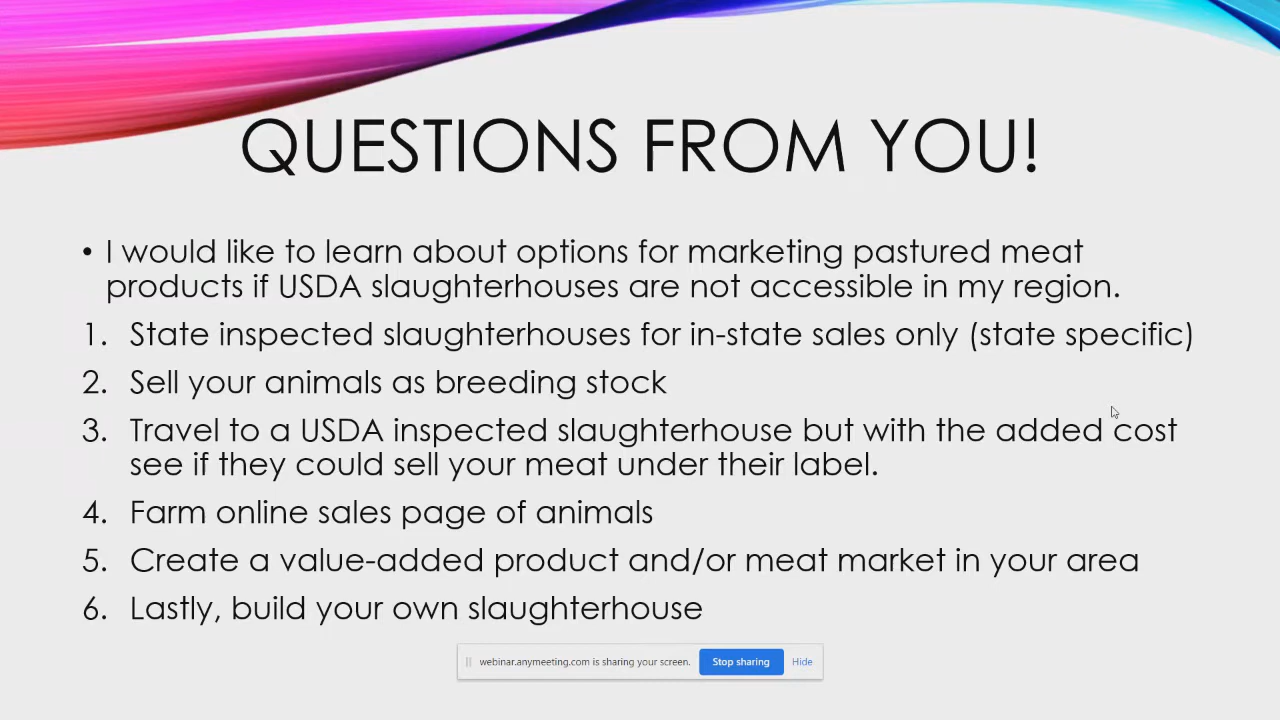 QUESTIONS FROM YOU!
• I would like to learn about options for marketing pastured meat
products if USDA slaughterhouses are not accessible in my region.
1. State inspected slaughterhouses for in-state sales only (state specific)
2. Sell your animals as breeding stock
3. Travel to a USDA inspected slaughterhouse but with the added cost
see if they could sell your meat under their label.
4. Farm online sales page of animals
5. Create a value-added product and/or meat market in your area
6. Lastly, build your own slaughterhouse
webinar.anymeeting.com is sharing your screen. Stop sharing Hide